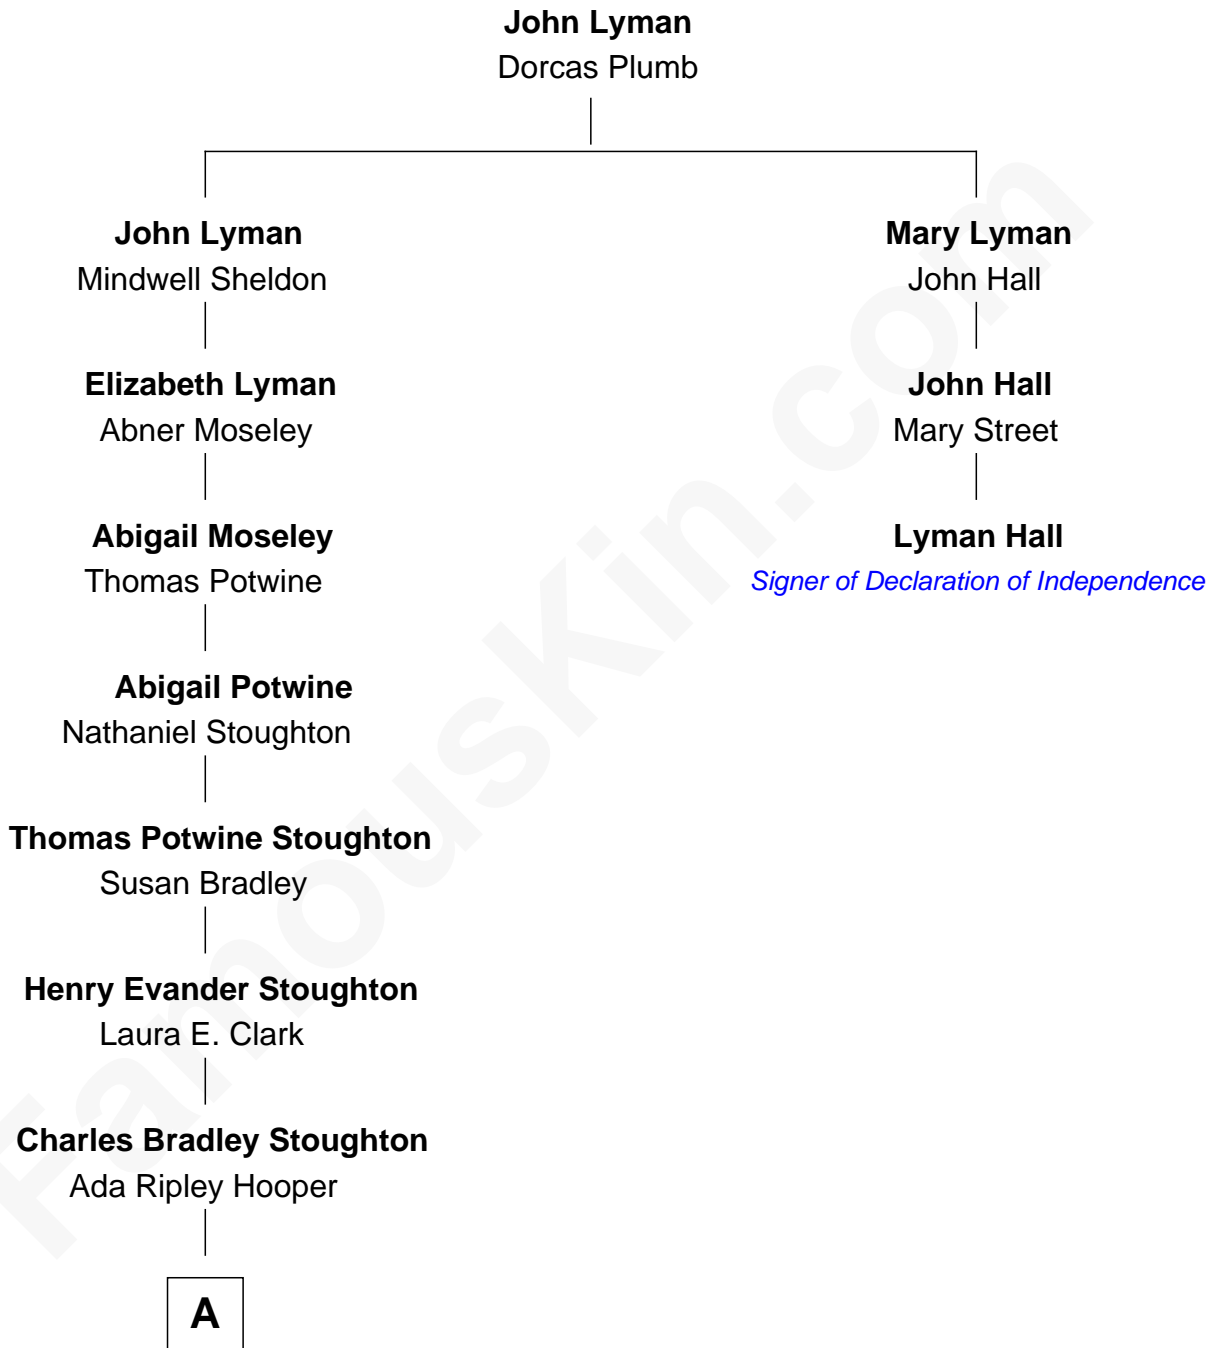 John Lyman
Dorcas Plumb
John Lyman
Mindwell Sheldon
Mary Lyman
John Hall
Elizabeth Lyman
Abner Moseley
John Hall
Mary Street
Abigail Moseley
Thomas Potwine
Lyman Hall
Signer of Declaration of Independence
Abigail Potwine
Nathaniel Stoughton
Thomas Potwine Stoughton
Susan Bradley
Henry Evander Stoughton
Laura E. Clark
Charles Bradley Stoughton
Ada Ripley Hooper
A
FamousKin.com